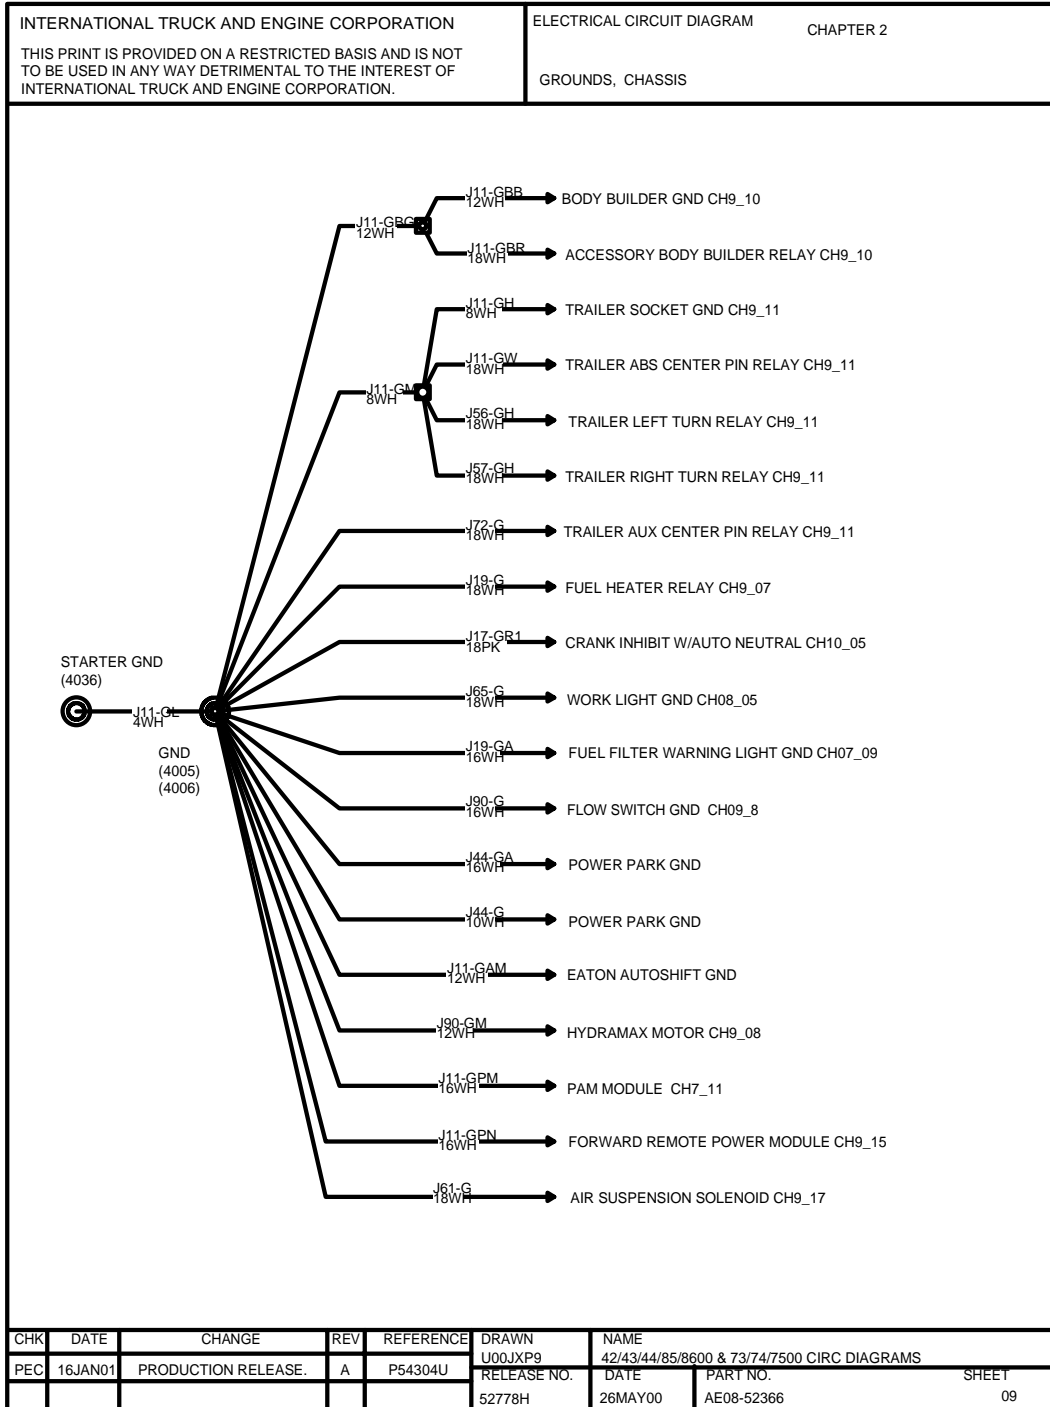 INTERNATIONAL TRUCK AND ENGINE CORPORATION
THIS PRINT IS PROVIDED ON A RESTRICTED BASIS AND IS NOT
TO BE USED IN ANY WAY DETRIMENTAL TO THE INTEREST OF
INTERNATIONAL TRUCK AND ENGINE CORPORATION.
ELECTRICAL CIRCUIT DIAGRAM
CHAPTER 2
GROUNDS, CHASSIS
J11-GBB
12WH
BODY BUILDER GND CH9_10
J11-GBC
12WH
J11-GBR
18WH
ACCESSORY BODY BUILDER RELAY CH9_10
J11-GH
8WH
TRAILER SOCKET GND CH9_11
J11-GW
18WH
TRAILER ABS CENTER PIN RELAY CH9_11
J11-GM
8WH
J56-GH
18WH
TRAILER LEFT TURN RELAY CH9_11
J57-GH
18WH
TRAILER RIGHT TURN RELAY CH9_11
J72-G
18WH
TRAILER AUX CENTER PIN RELAY CH9_11
J19-G
18WH
FUEL HEATER RELAY CH9_07
J17-GR1
18PK
CRANK INHIBIT W/AUTO NEUTRAL CH10_05
STARTER GND
(4036)
J65-G
18WH
WORK LIGHT GND CH08_05
J11-GL
4WH
GND
(4005)
(4006)
J19-GA
16WH
FUEL FILTER WARNING LIGHT GND CH07_09
J90-G
16WH
FLOW SWITCH GND CH09_8
J44-GA
16WH
POWER PARK GND
J44-G
10WH
POWER PARK GND
J11-GAM
12WH
EATON AUTOSHIFT GND
J90-GM
12WH
HYDRAMAX MOTOR CH9_08
J11-GPM
16WH
PAM MODULE CH7_11
J11-GPN
16WH
FORWARD REMOTE POWER MODULE CH9_15
J61-G
18WH
AIR SUSPENSION SOLENOID CH9_17
CHK DATE CHANGE REV REFERENCE
PEC 16JAN01 PRODUCTION RELEASE. A P54304U
DRAWN
U00JXP9
NAME
42/43/44/85/8600 & 73/74/7500 CIRC DIAGRAMS
RELEASE NO.
52778H
DATE
26MAY00
PART NO.
AE08-52366
SHEET
09